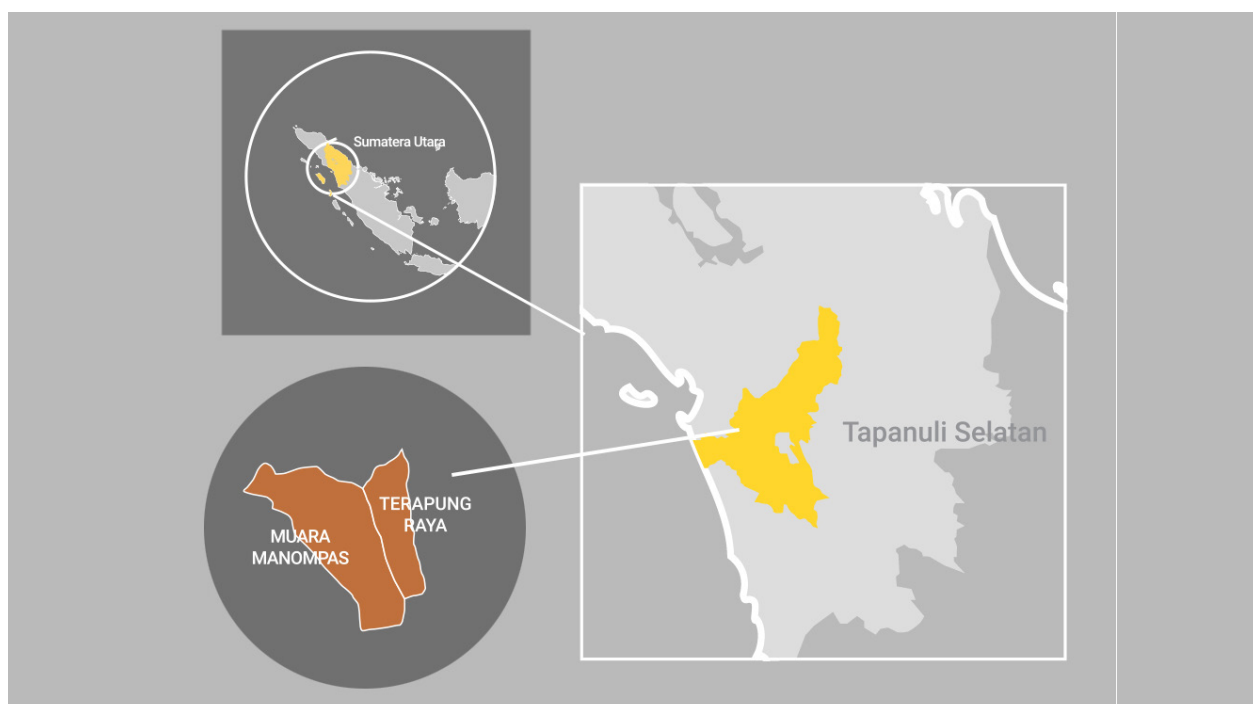 Sumatera Utara
Tapanuli Selatan
TERAPUNG
RAYA
MUARA
MANOMPAS